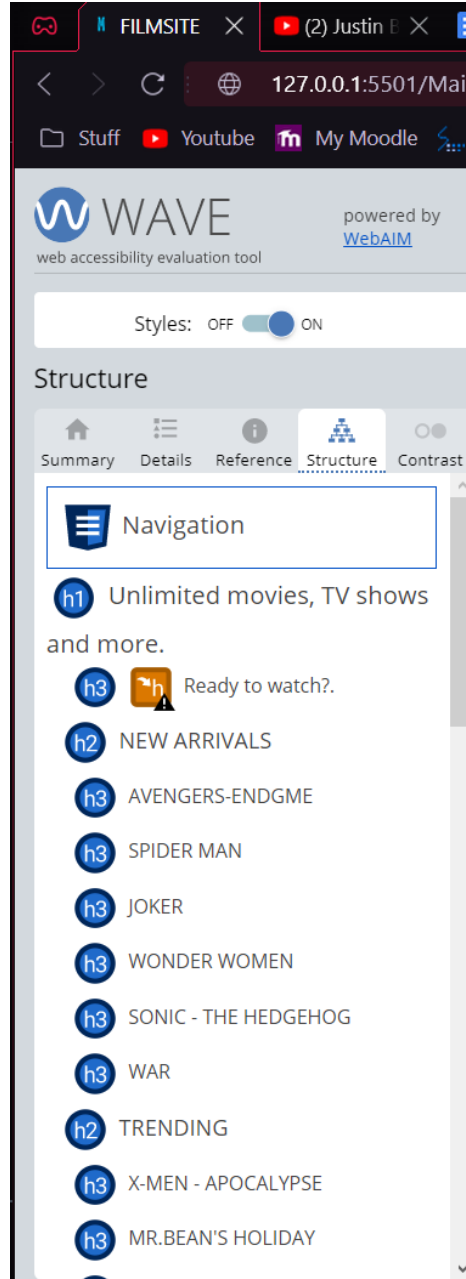 FILMSITE
(2) Justin B
127.0.0.1:5501/Mai
Stuff Youtube My Moodle
WAVE
web accessibility evaluation tool
powered by
WebAIM
Styles: OFF ON
Structure
Summary Details Reference Structure Contrast
Navigation
h1 Unlimited movies, TV shows
and more.
h3 h Ready to watch?.
h2 NEW ARRIVALS
h3 AVENGERS-ENDGME
h3 SPIDER MAN
h3 JOKER
h3 WONDER WOMEN
h3 SONIC - THE HEDGEHOG
h3 WAR
h2 TRENDING
h3 X-MEN - APOCALYPSE
h3 MR.BEAN'S HOLIDAY